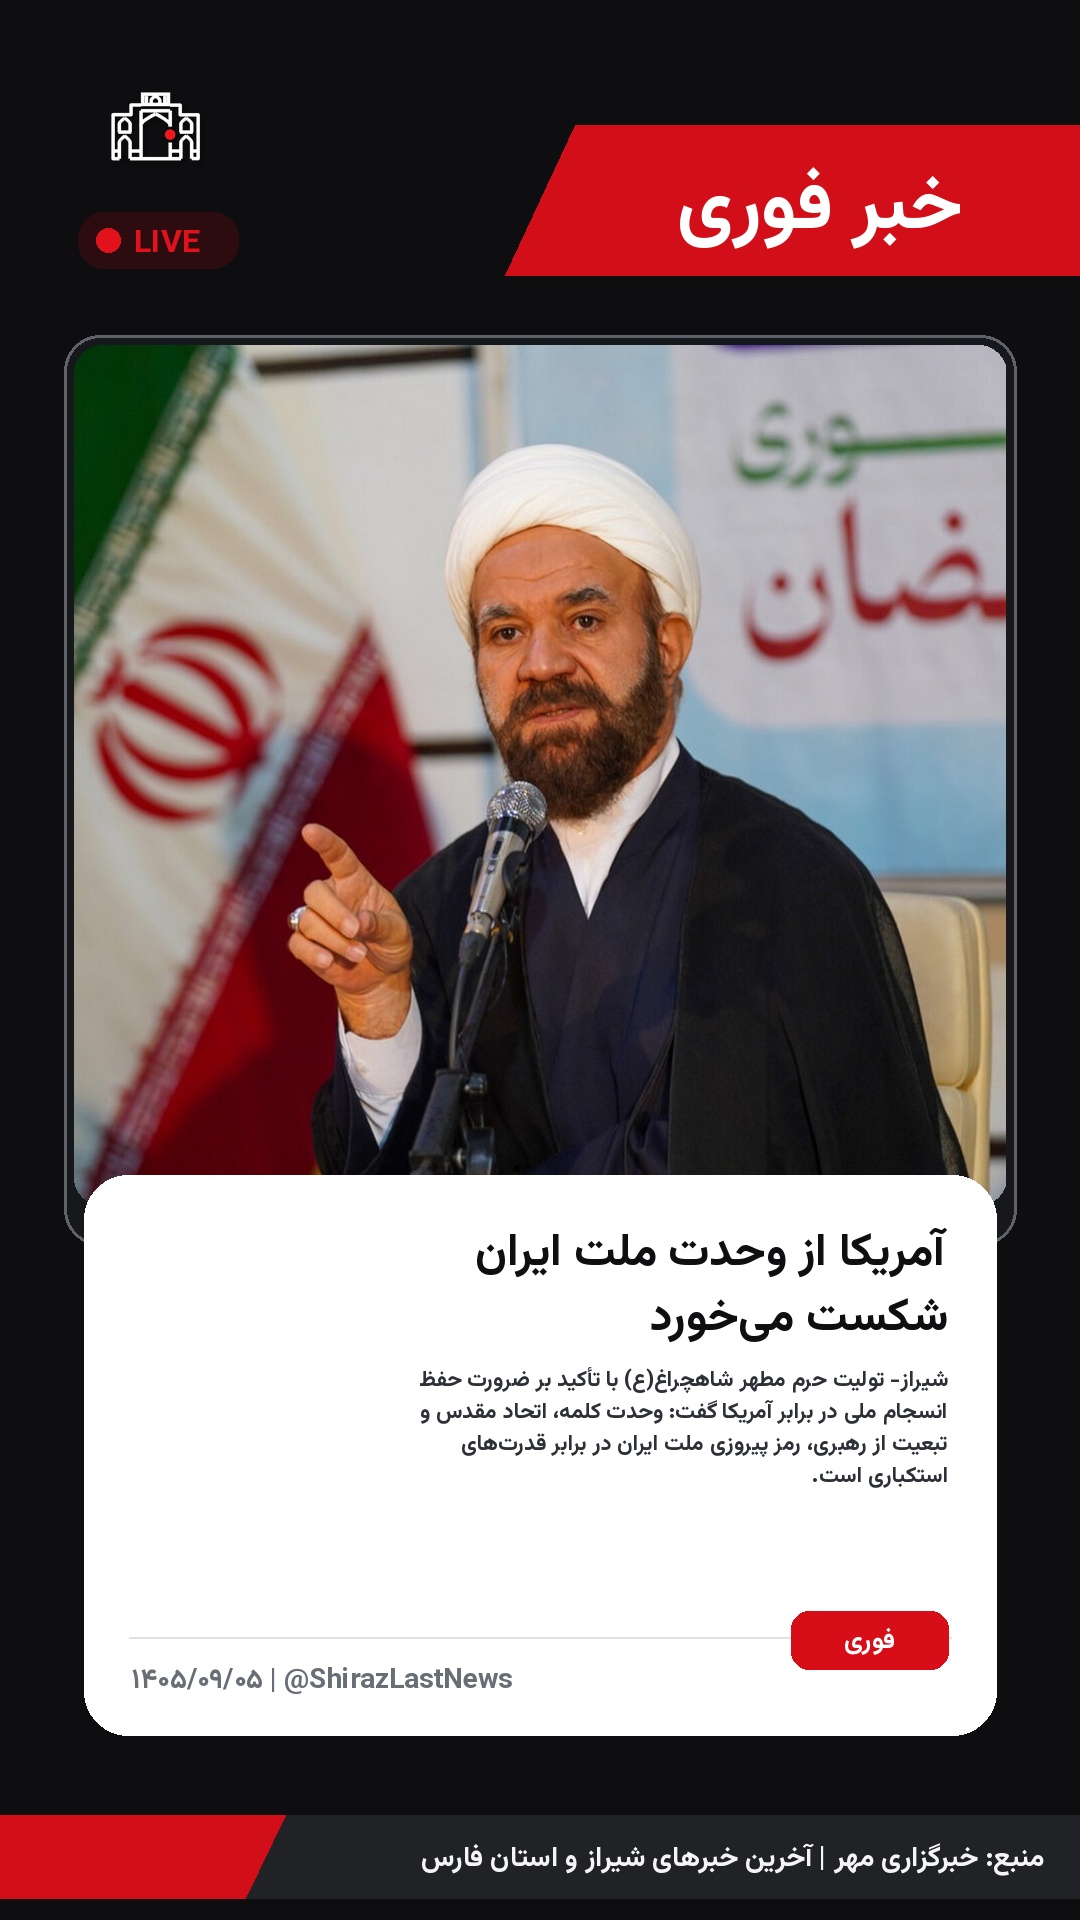 خبر فوری
LIVE
ـوری
ـضان
آمریکا از وحدت ملت ایران
شکست می‌خورد
شیراز- تولیت حرم مطهر شاهچراغ(ع) با تأکید بر ضرورت حفظ
انسجام ملی در برابر آمریکا گفت: وحدت کلمه، اتحاد مقدس و
تبعیت از رهبری، رمز پیروزی ملت ایران در برابر قدرت‌های
استکباری است.
فوری
۱۴۰۵/۰۹/۰۵ | @ShirazLastNews
منبع: خبرگزاری مهر | آخرین خبرهای شیراز و استان فارس